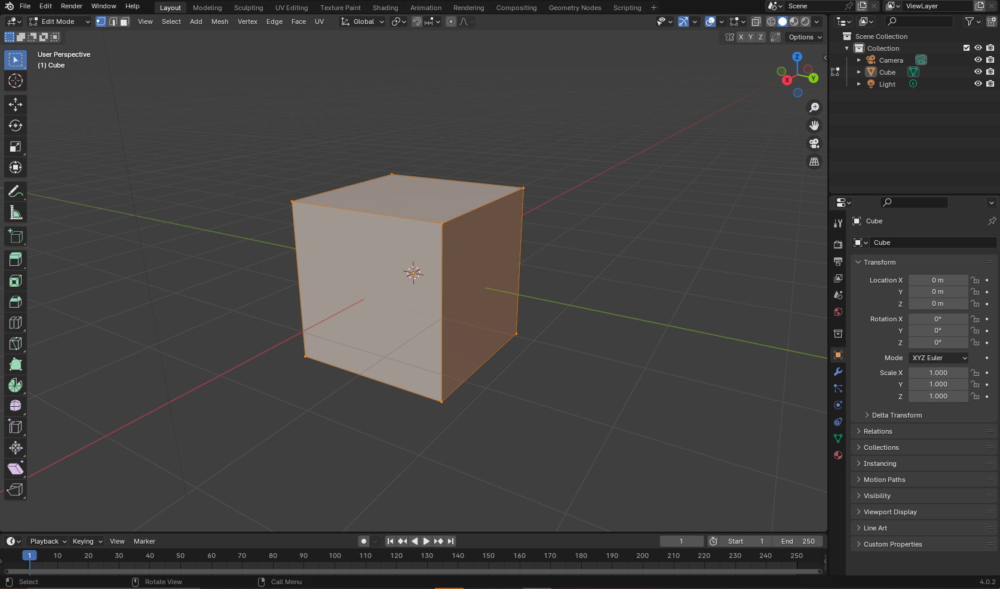 File Edit Render Window Help Layout Modeling Sculpting UV Editing Texture Paint Shading Animation Rendering Compositing Geometry Nodes Scripting + Scene ViewLayer
Edit Mode View Select Add Mesh Vertex Edge Face UV Global
X Y Z Options
User Perspective
(1) Cube
Z
X
Y
Scene Collection
Collection
Camera
Cube
Light
Cube
Cube
Transform
Location X 0 m
Y 0 m
Z 0 m
Rotation X 0°
Y 0°
Z 0°
Mode XYZ Euler
Scale X 1.000
Y 1.000
Z 1.000
Delta Transform
Relations
Collections
Instancing
Motion Paths
Visibility
Viewport Display
Line Art
Custom Properties
Playback Keying View Marker 1 Start 1 End 250
1 10 20 30 40 50 60 70 80 90 100 110 120 130 140 150 160 170 180 190 200 210 220 230 240 250
Select Rotate View Call Menu 4.0.2